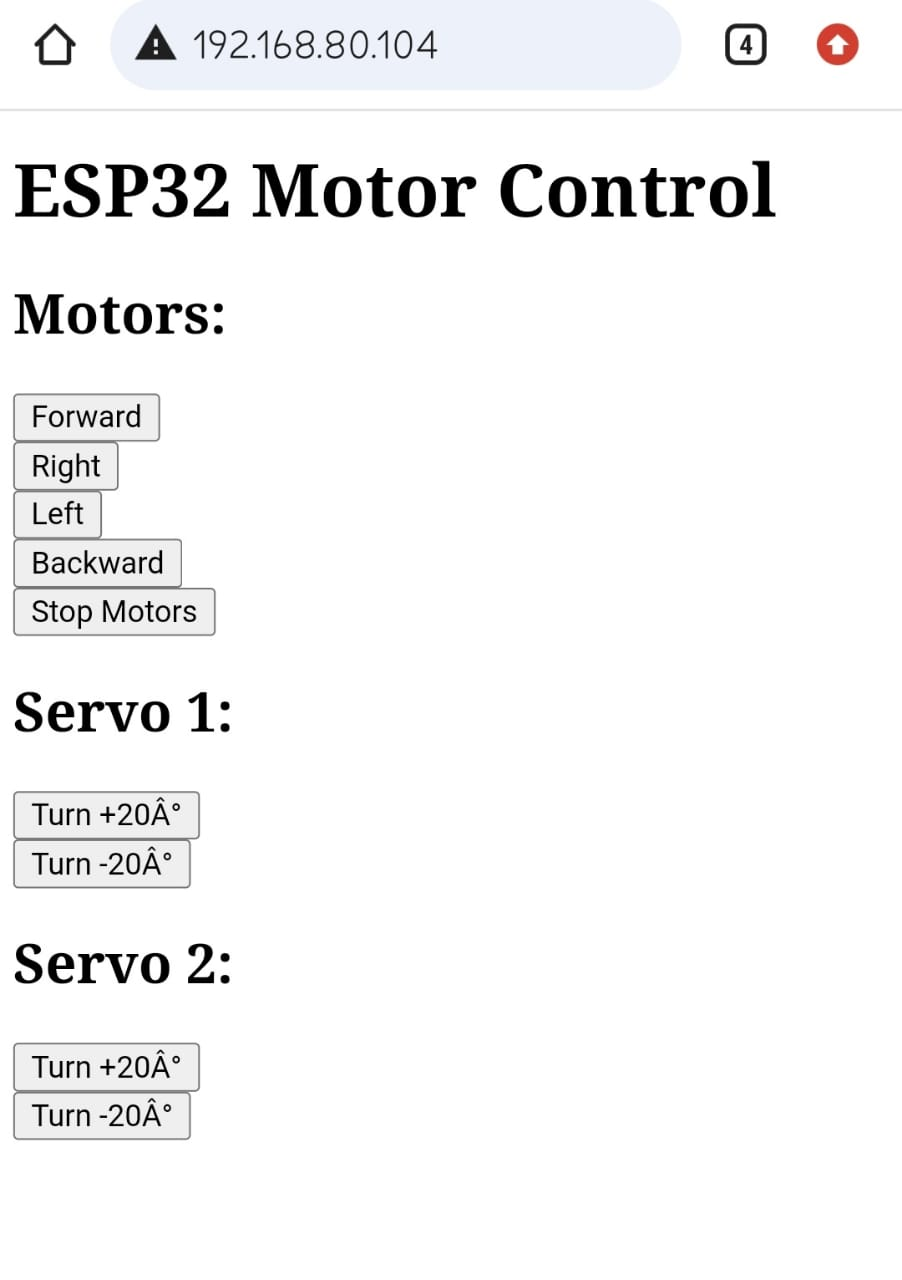 192.168.80.104
4
ESP32 Motor Control
Motors:
Forward
Right
Left
Backward
Stop Motors
Servo 1:
Turn +20Â°
Turn -20Â°
Servo 2:
Turn +20Â°
Turn -20Â°